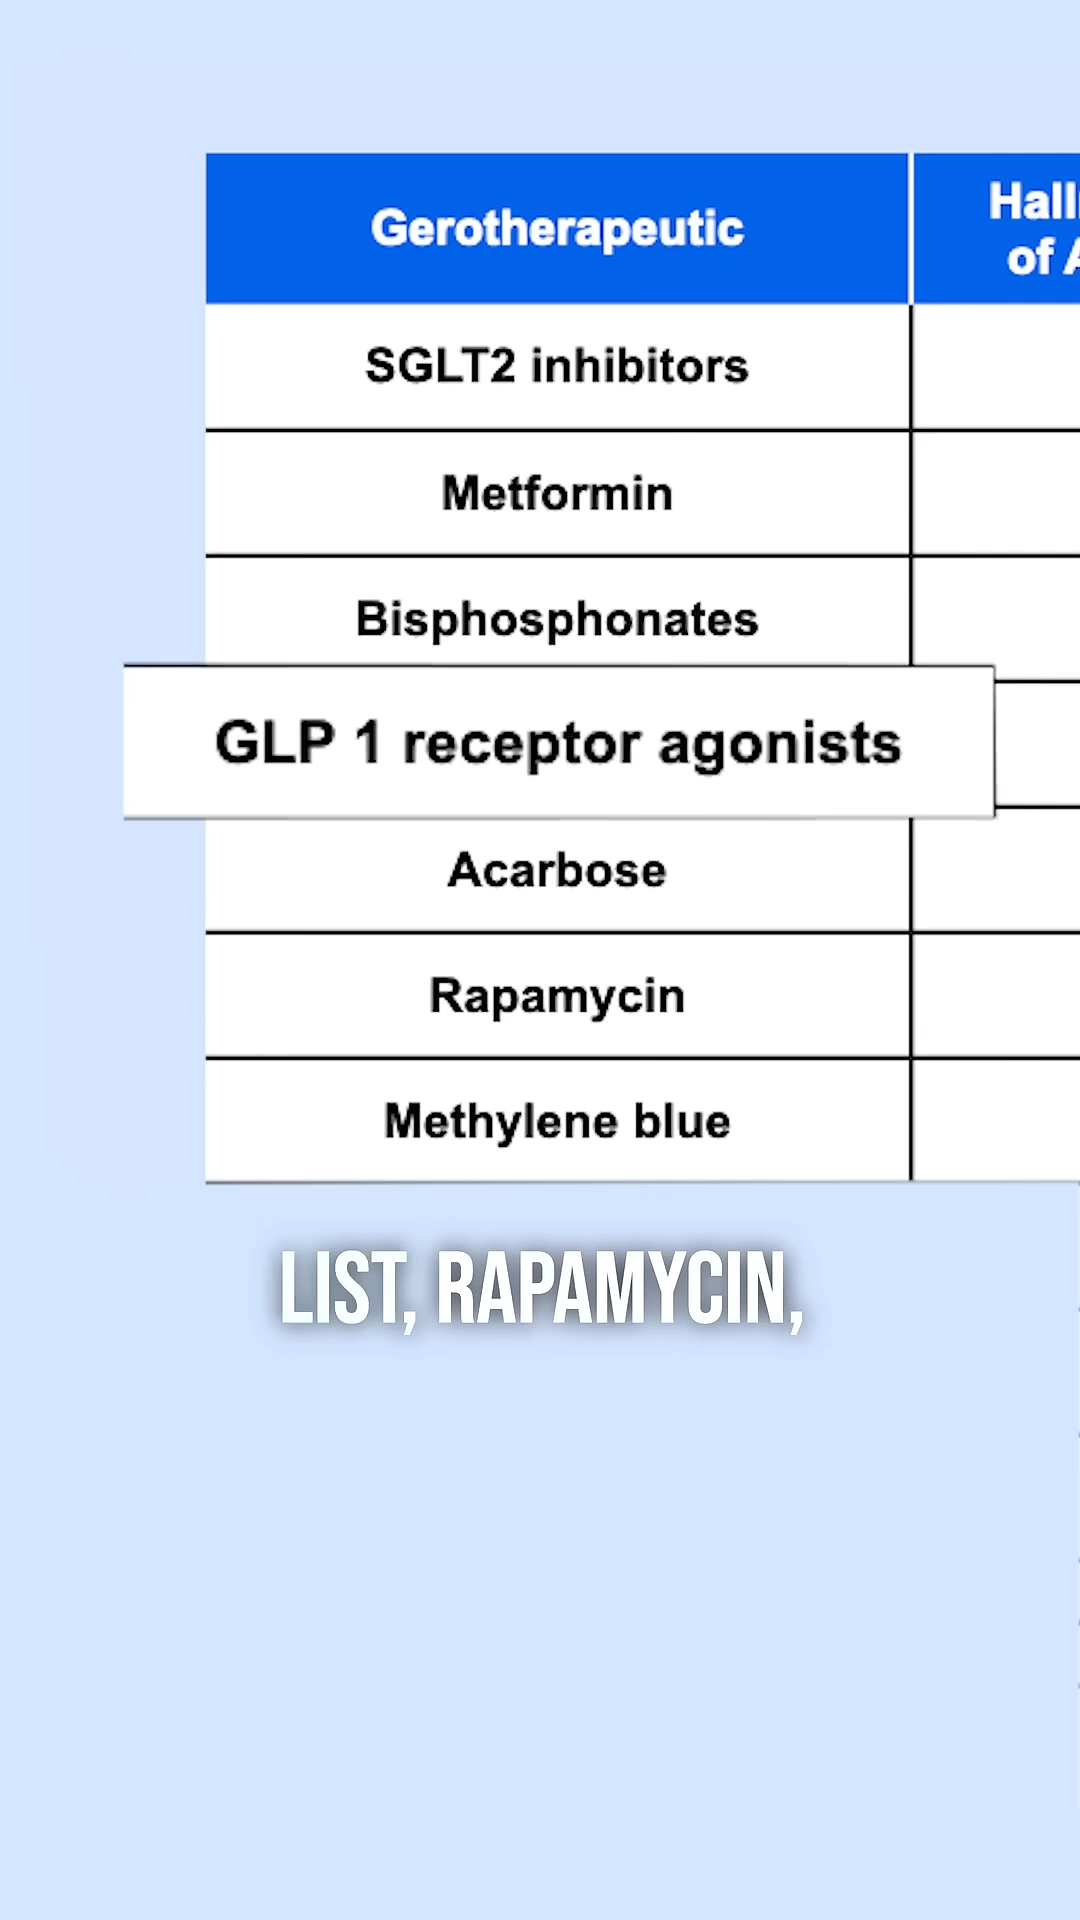 Gerotherapeutic
SGLT2 inhibitors
Metformin
Bisphosphonates
GLP 1 receptor agonists
Acarbose
Rapamycin
Methylene blue
LIST, RAPAMYCIN,